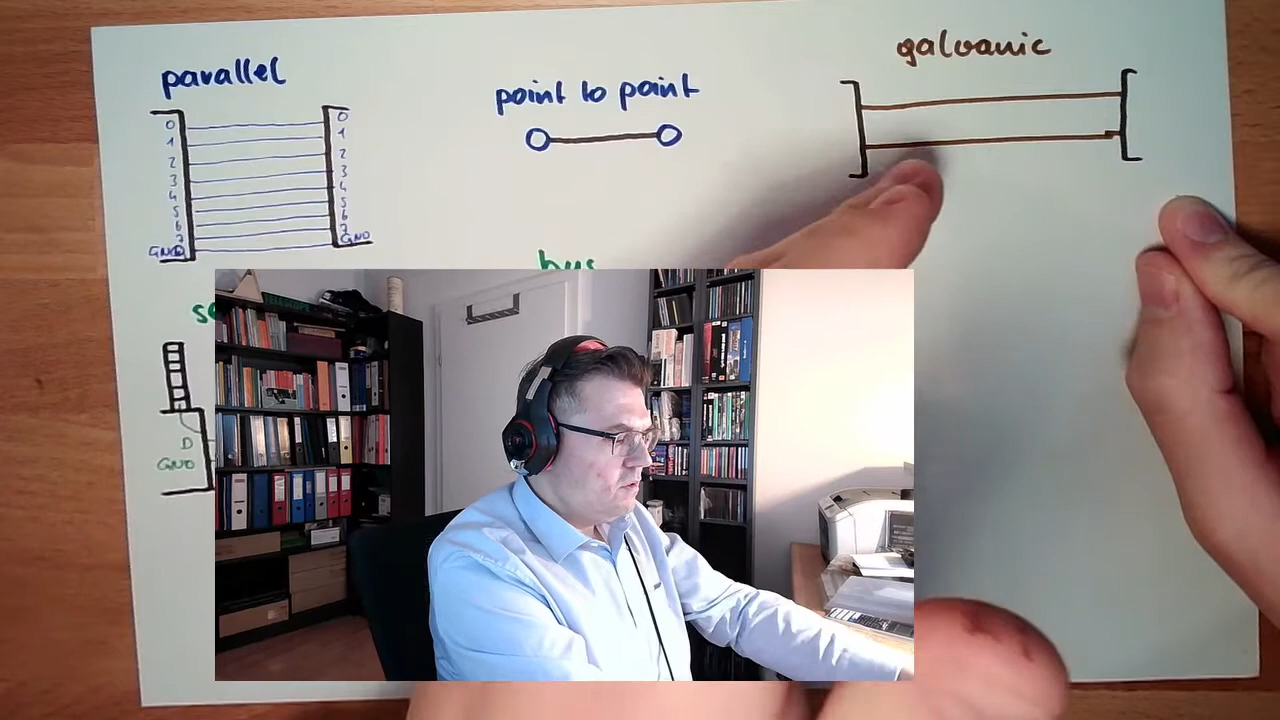 galvanic
parallel
point to point
0 0
1 1
2 2
3 3
4 4
5 5
6 6
7 7
GND GND
bus
D
GND